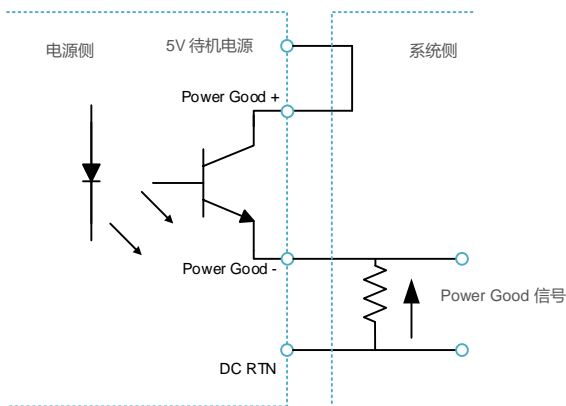 电源侧
5V 待机电源
系统侧
Power Good +
Power Good -
Power Good 信号
DC RTN